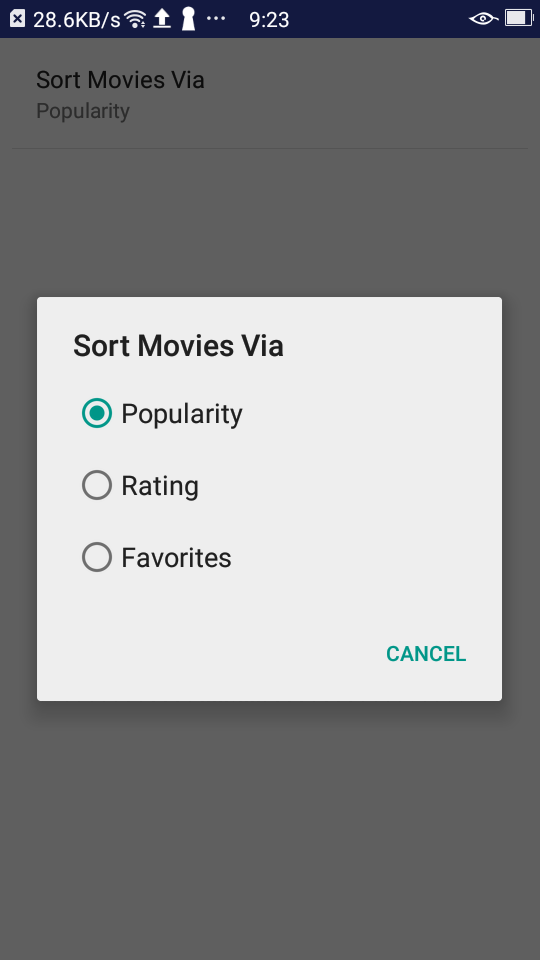 28.6KB/s ... 9:23
Sort Movies Via
Popularity
Sort Movies Via
Popularity
Rating
Favorites
CANCEL